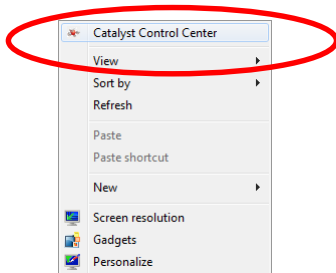 Catalyst Control Center
View
Sort by
Refresh
Paste
Paste shortcut
New
Screen resolution
Gadgets
Personalize